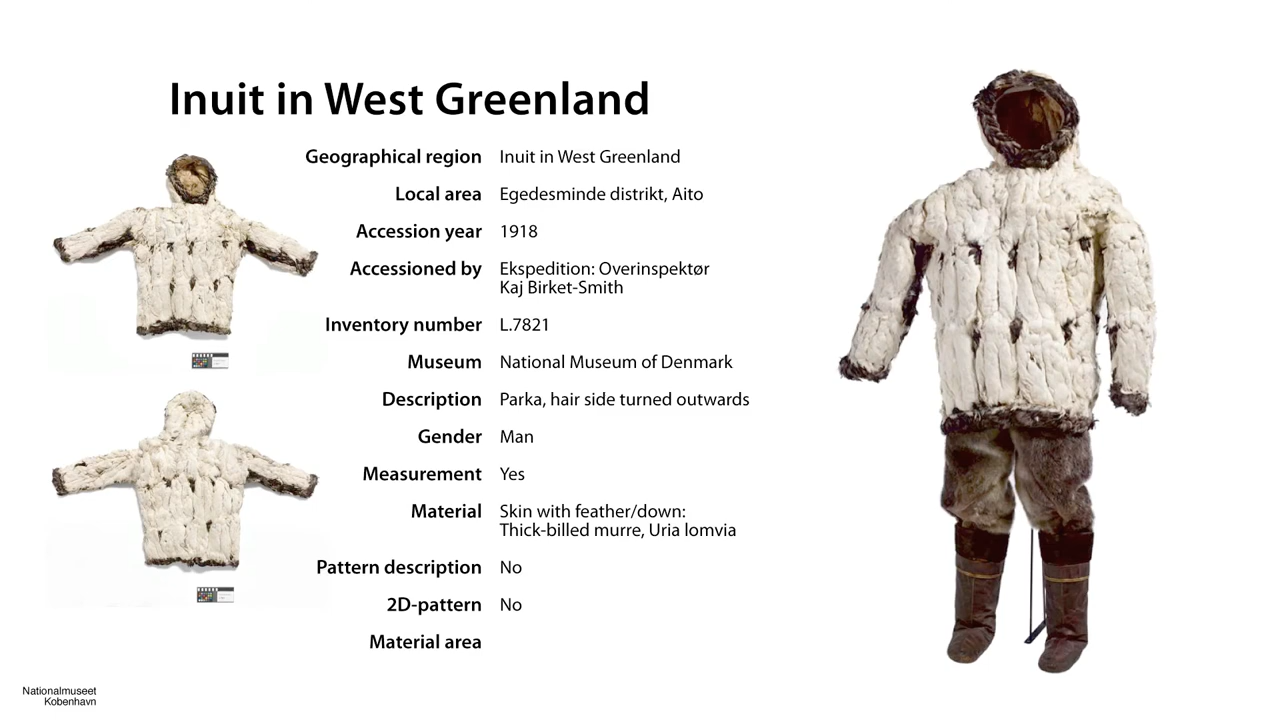 Inuit in West Greenland
Geographical region Inuit in West Greenland
Local area Egedesminde distrikt, Aito
Accession year 1918
Accessioned by Ekspedition: Overinspektør
Kaj Birket-Smith
Inventory number L.7821
Museum National Museum of Denmark
Description Parka, hair side turned outwards
Gender Man
Measurement Yes
Material Skin with feather/down:
Thick-billed murre, Uria lomvia
Pattern description No
2D-pattern No
Material area
Nationalmuseet
Kobenhavn